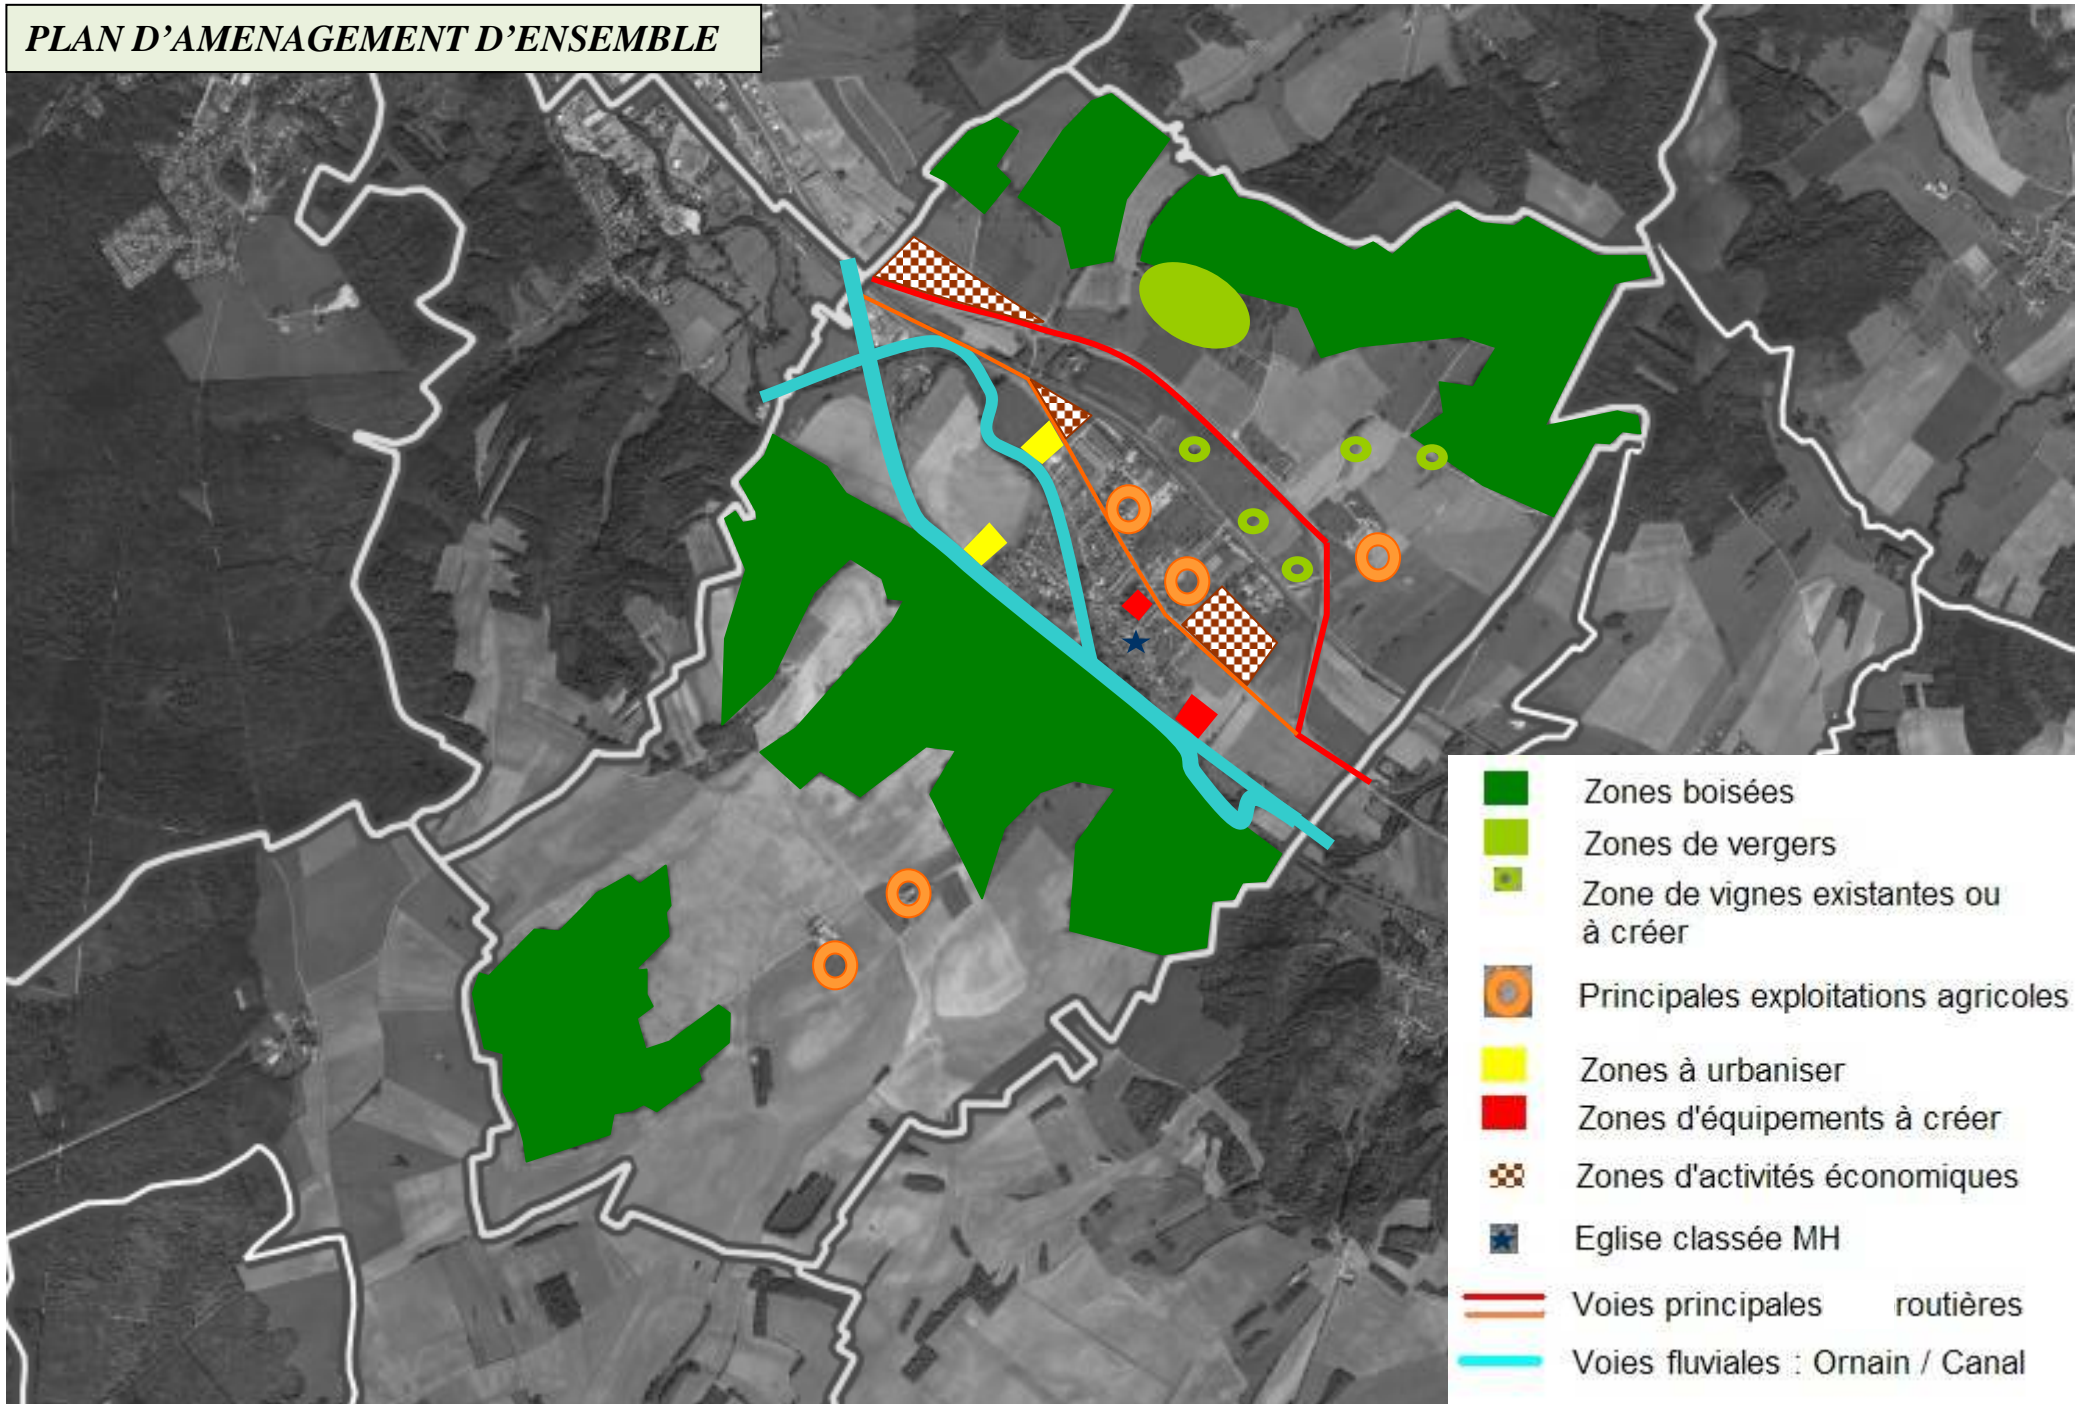 PLAN D'AMENAGEMENT D'ENSEMBLE
Zones boisées
Zones de vergers
Zone de vignes existantes ou
à créer
Principales exploitations agricoles
Zones à urbaniser
Zones d'équipements à créer
Zones d'activités économiques
Eglise classée MH
Voies principales routières
Voies fluviales : Ornain / Canal